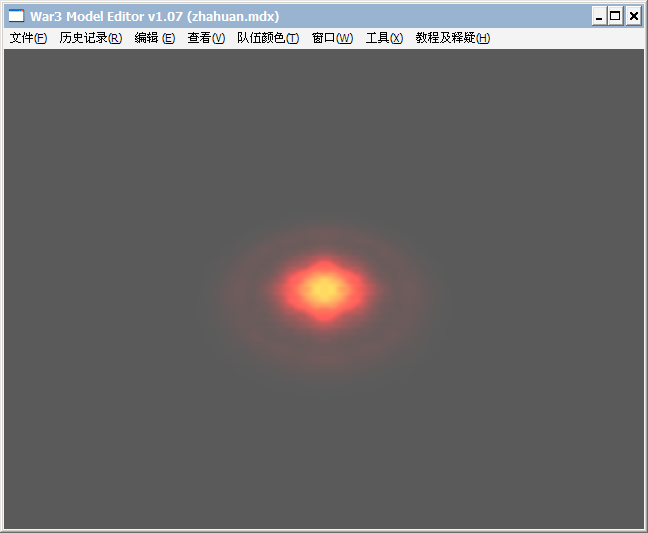 War3 Model Editor v1.07 (zhahuan.mdx)
文件(F) 历史记录(R) 编辑 (E) 查看(V) 队伍颜色(T) 窗口(W) 工具(X) 教程及释疑(H)